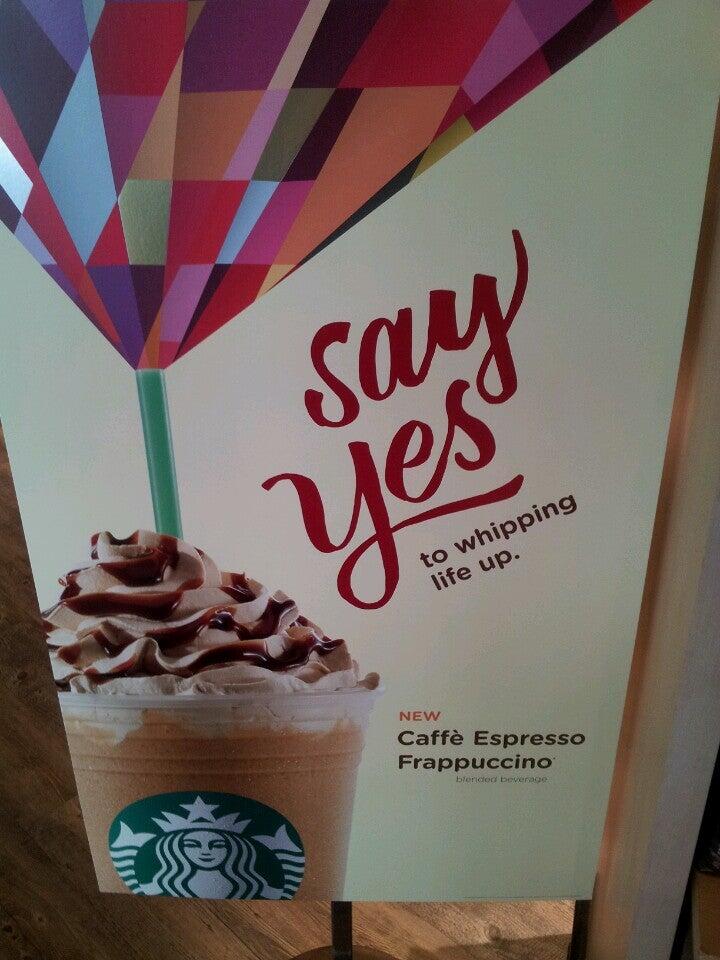 say
yes
to whipping
life up.
NEW
Caffè Espresso
Frappuccino
blended beverage